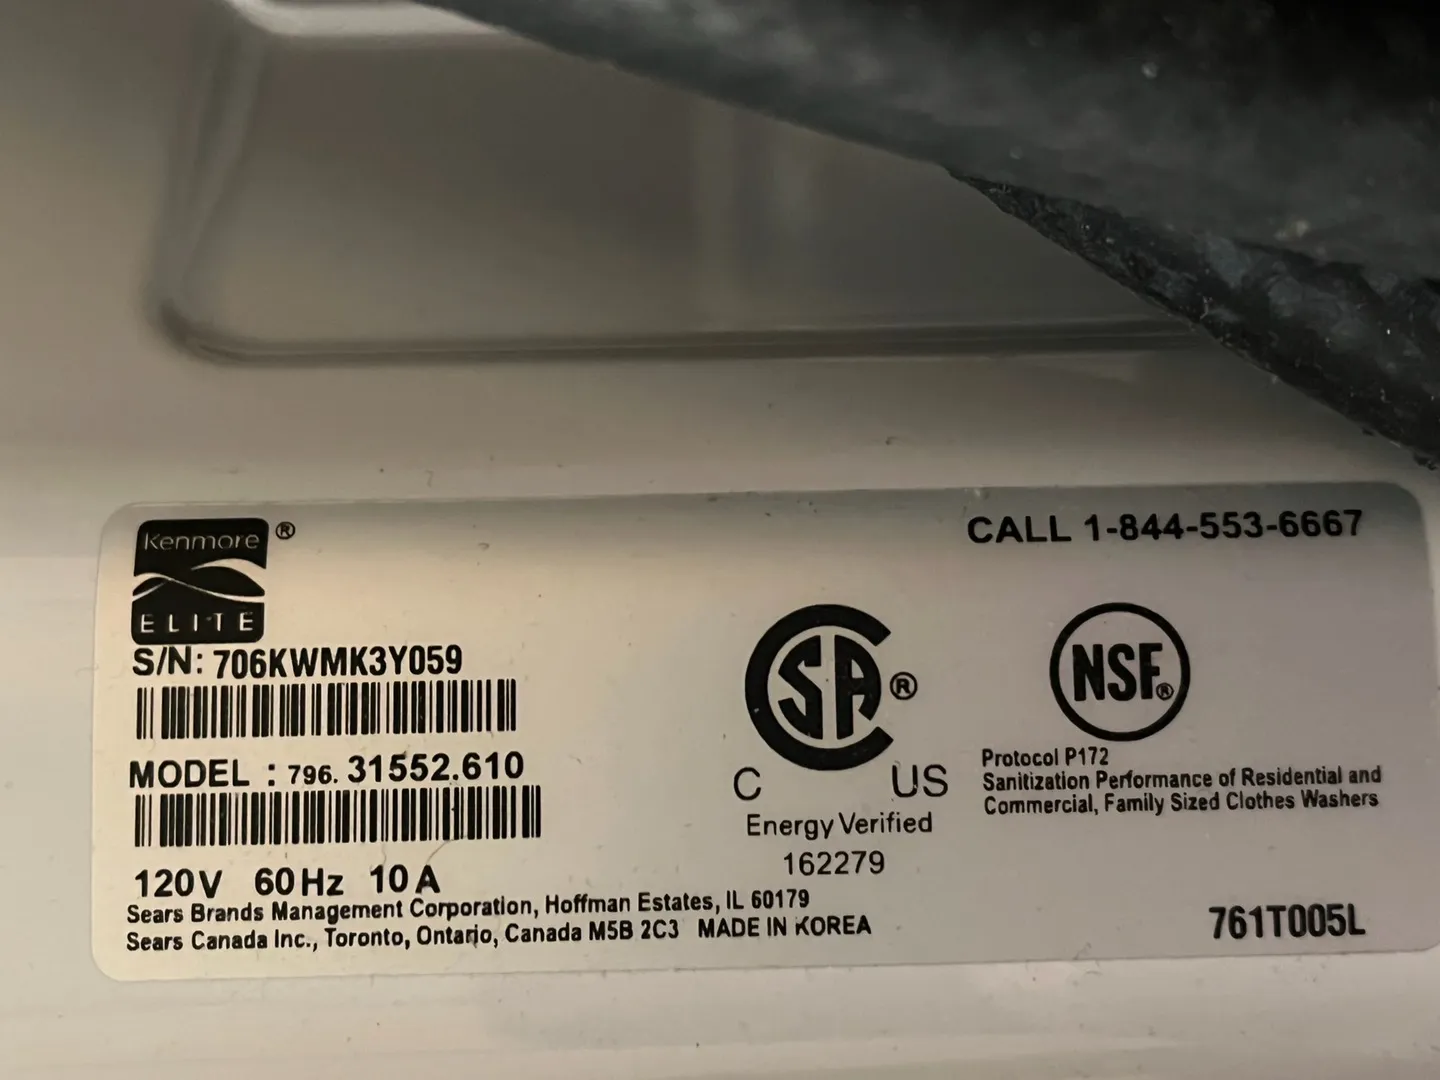 Kenmore ®
ELITE
CALL 1-844-553-6667
S/N: 706KWMK3Y059
MODEL : 796. 31552.610
120V 60Hz 10A
Sears Brands Management Corporation, Hoffman Estates, IL 60179
Sears Canada Inc., Toronto, Ontario, Canada M5B 2C3 MADE IN KOREA
SA ®
C US
Energy Verified
162279
NSF®
Protocol P172
Sanitization Performance of Residential and
Commercial, Family Sized Clothes Washers
761T005L